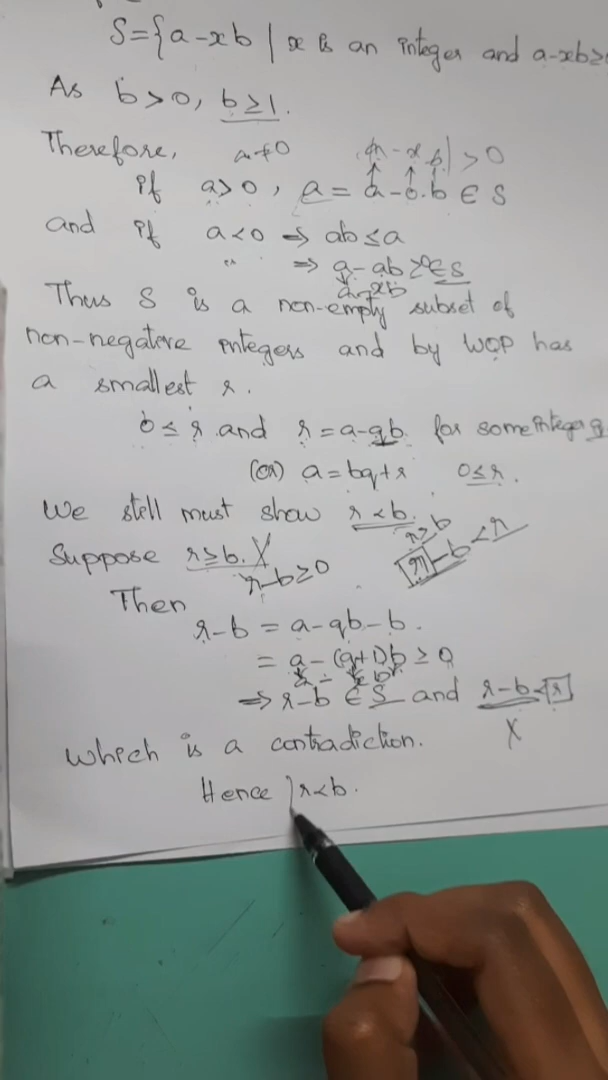 S={a-xb | x is an integer and a-xb≥
As b>0, b≥1.
Therefore, a≠0 >0
if a>0, a = a-0.b ∈ S
and if a<0 ⇒ ab≤a
⇒ a-ab≥0∈S
a-xb
Thus S is a non-empty subset of
non-negative integers and by WOP has
a smallest r.
0≤r and r=a-qb for some integer q
(or) a=bq+r 0≤r.
We still must show r<b.
Suppose r≥b. X r≥b
r-b≥0 r-b<r
Then
r-b = a-qb-b.
= a-(q+1)b≥0
⇒ r-b ∈ S and r-b<r
X
which is a contradiction.
Hence r<b.